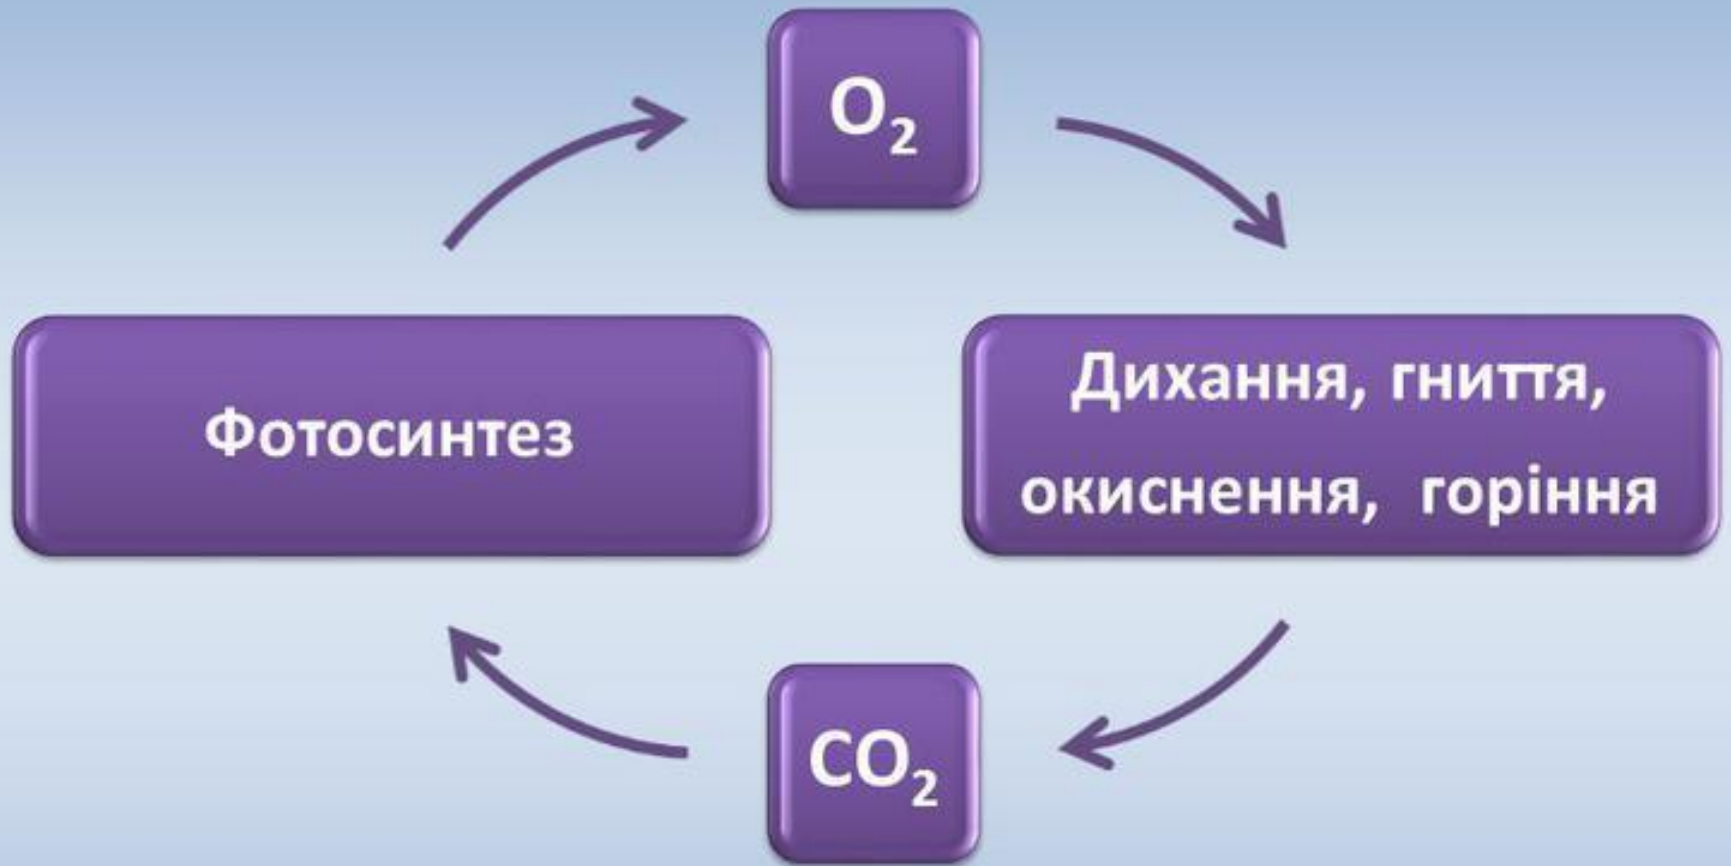 O₂
Фотосинтез
Дихання, гниття,
окиснення, горіння
CO₂